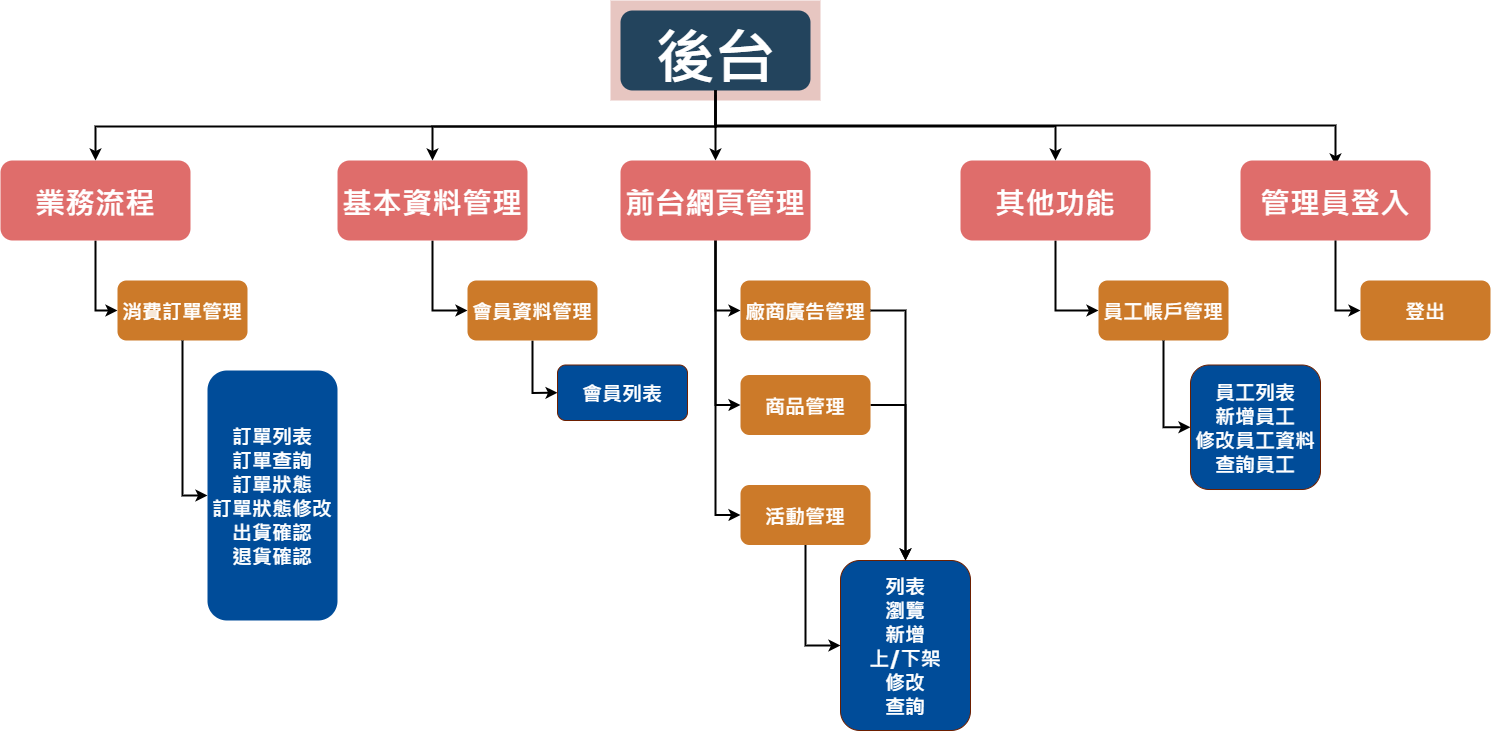 後台
業務流程
基本資料管理
前台網頁管理
其他功能
管理員登入
消費訂單管理
會員資料管理
廠商廣告管理
員工帳戶管理
登出
會員列表
商品管理
員工列表
新增員工
修改員工資料
查詢員工
訂單列表
訂單查詢
訂單狀態
訂單狀態修改
出貨確認
退貨確認
活動管理
列表
瀏覽
新增
上/下架
修改
查詢